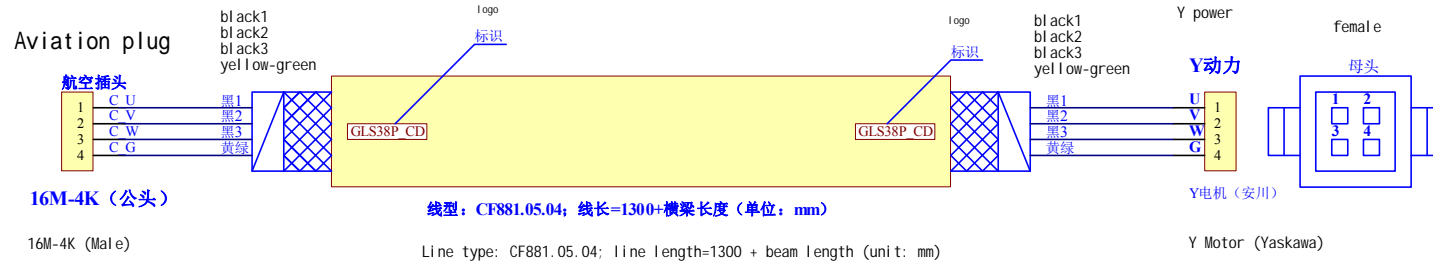 Aviation plug
black1
black2
black3
yellow-green
logo
标识
logo
标识
black1
black2
black3
yellow-green
Y power
female
航空插头
Y动力
母头
1 C_U 黑1
2 C_V 黑2
3 C_W 黑3
4 C_G 黄绿
GLS38P_CD
GLS38P_CD
黑1 U 1
黑2 V 2
黑3 W 3
黄绿 G 4
1 2
3 4
16M-4K（公头）
线型：CF881.05.04；线长=1300+横梁长度（单位：mm）
Y电机（安川）
16M-4K (Male)
Line type: CF881.05.04; line length=1300 + beam length (unit: mm)
Y Motor (Yaskawa)